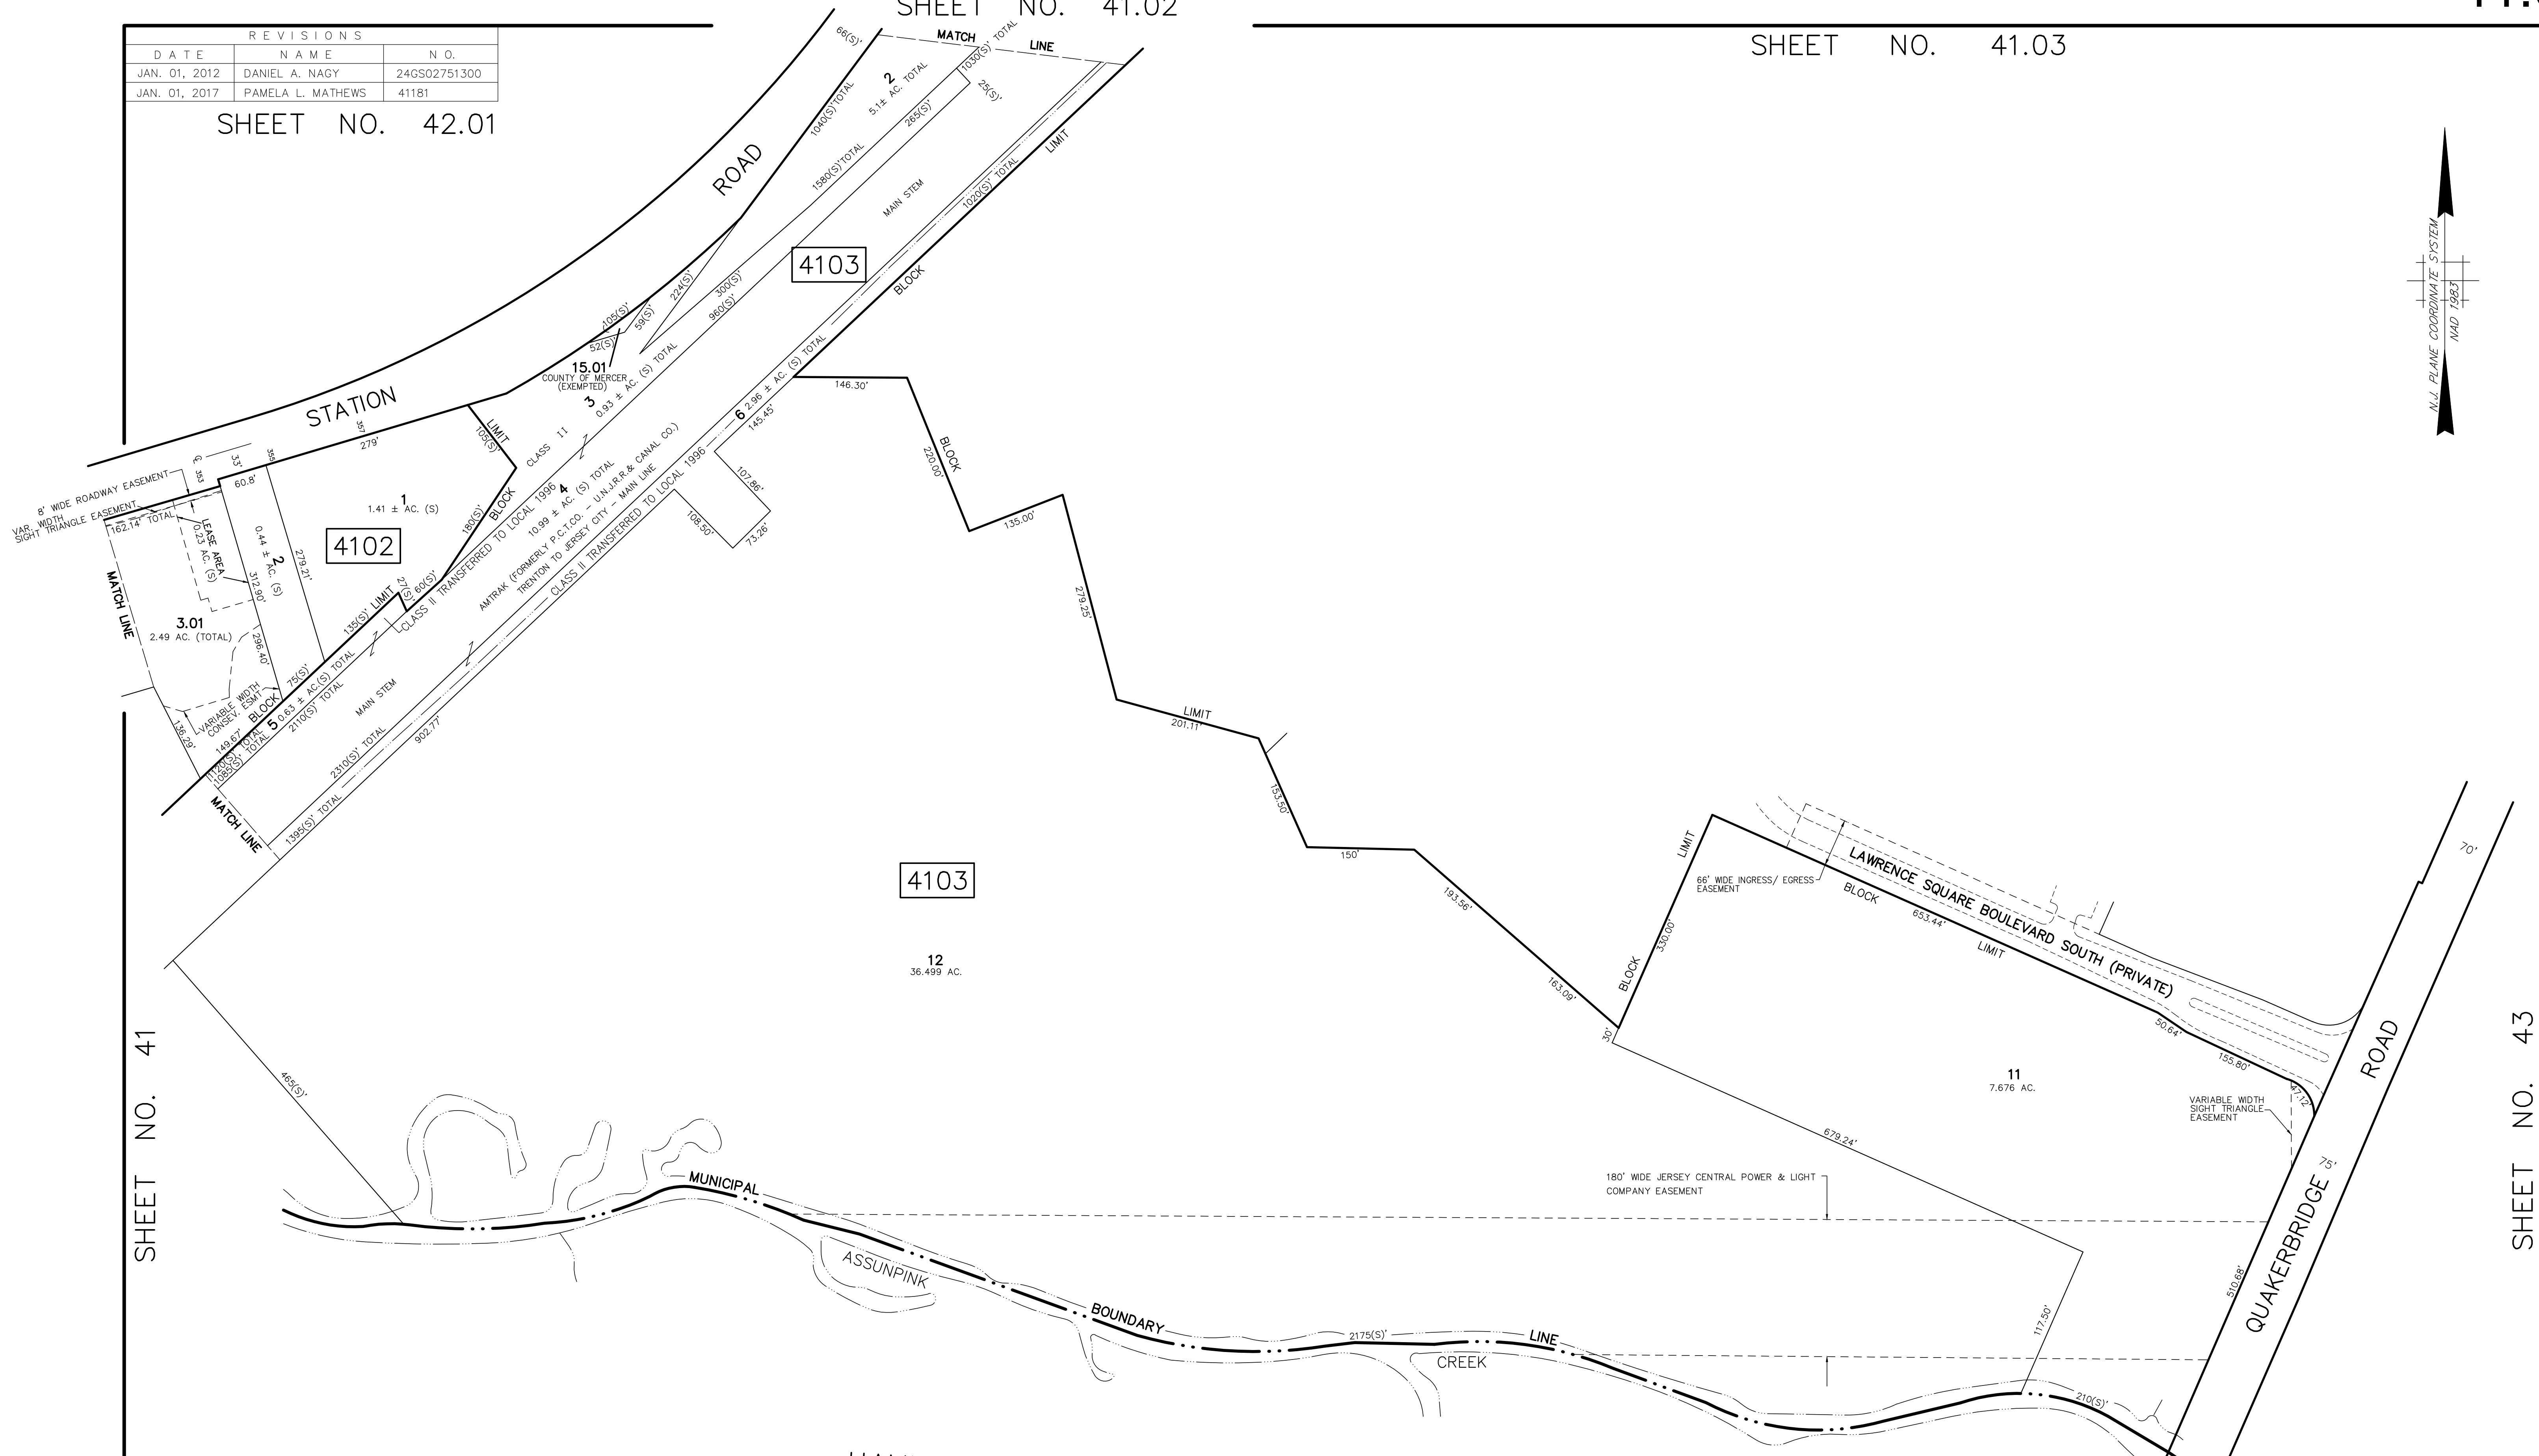 SHEET NO. 41.02
SHEET NO. 41.03
REVISIONS
DATE NAME NO.
JAN. 01, 2012 DANIEL A. NAGY 24GS02751300
JAN. 01, 2017 PAMELA L. MATHEWS 41181
SHEET NO. 42.01
66(S)'
MATCH LINE
1030(S)' TOTAL
2
5.1± AC. TOTAL
25(S)'
1040(S)'TOTAL
265(S)'
LIMIT
ROAD
1580(S)'TOTAL
MAIN STEM
1020(S)' TOTAL
4103
BLOCK
224(S)'
300(S)'
960(S)'
105(S)'
59(S)'
52(S)'
15.01
COUNTY OF MERCER
(EXEMPTED)
3
0.93 ± AC. (S) TOTAL
N.J. PLANE COORDINATE SYSTEM
NAD 1983
STATION
357
279'
LIMIT
105(S)'
CLASS II
6 2.96 ± AC. (S) TOTAL
145.45'
146.30'
BLOCK
220.00'
135.00'
107.86'
108.50'
73.26'
353
33'
355
60.8'
8' WIDE ROADWAY EASEMENT
VAR. WIDTH
SIGHT TRIANGLE EASEMENT
162.14' TOTAL
LEASE AREA
0.23 AC. (S)
2
0.44 ± AC. (S)
312.90'
279.21'
1
1.41 ± AC. (S)
4102
180(S)'
BLOCK
4
10.99 ± AC. (S) TOTAL
AMTRAK (FORMERLY P.C.T.CO. – U.N.J.R.R.& CANAL CO.)
TRENTON TO JERSEY CITY – MAIN LINE
CLASS II TRANSFERRED TO LOCAL 1996
CLASS II TRANSFERRED TO LOCAL 1996
60(S)'
27(S)'
LIMIT
135(S)'
MATCH LINE
3.01
2.49 AC. (TOTAL)
296.40'
75(S)'
VARIABLE WIDTH
CONSEV. ESMT
BLOCK
136.29'
149.67'
1120(S)' TOTAL
1085(S)' TOTAL
5 0.63 ± AC.(S) TOTAL
2110(S)' TOTAL
MAIN STEM
2310(S)' TOTAL
902.77'
1395(S)' TOTAL
MATCH LINE
279.25'
LIMIT
201.11'
153.50'
150'
193.56'
163.09'
4103
12
36.499 AC.
LIMIT
330.00'
BLOCK
30'
66' WIDE INGRESS/ EGRESS
EASEMENT
LAWRENCE SQUARE BOULEVARD SOUTH (PRIVATE)
BLOCK
653.44'
LIMIT
50.64'
155.80'
47.12'
70'
ROAD
11
7.676 AC.
VARIABLE WIDTH
SIGHT TRIANGLE
EASEMENT
679.24'
75'
QUAKERBRIDGE
510.68'
180' WIDE JERSEY CENTRAL POWER & LIGHT
COMPANY EASEMENT
117.50'
210(S)'
SHEET NO. 41
SHEET NO. 43
465(S)'
MUNICIPAL
ASSUNPINK
BOUNDARY
2175(S)'
LINE
CREEK